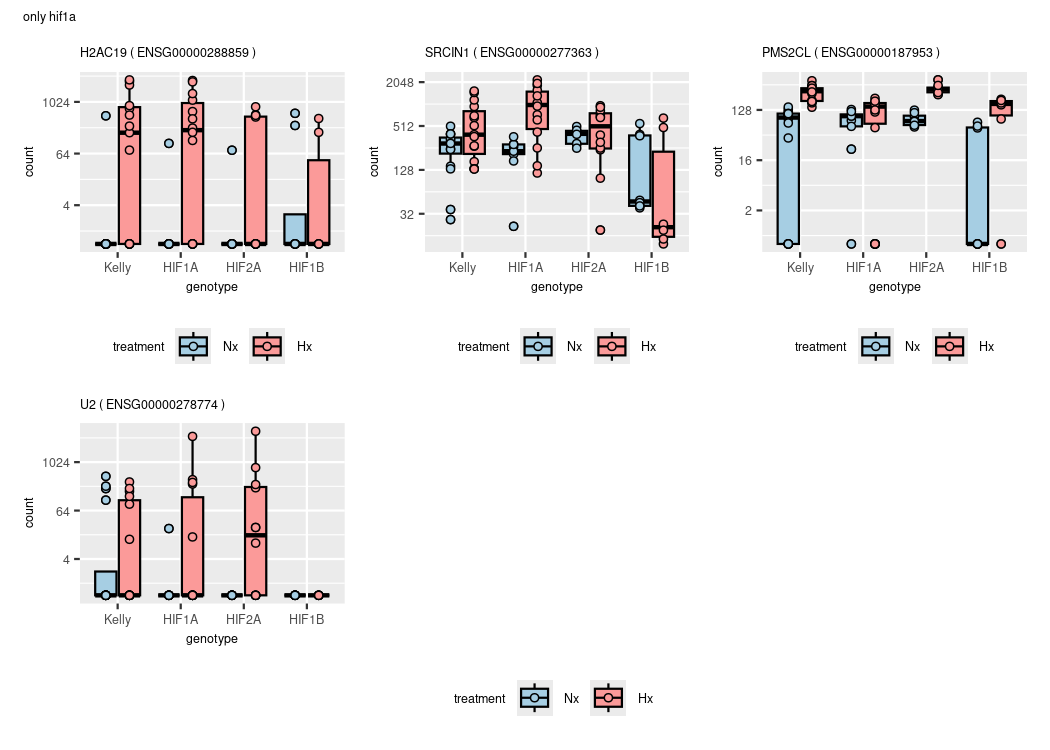 only hif1a
H2AC19 ( ENSG00000288859 )
1024
64
4
count
Kelly HIF1A HIF2A HIF1B
genotype
treatment Nx Hx
SRCIN1 ( ENSG00000277363 )
2048
512
128
32
count
Kelly HIF1A HIF2A HIF1B
genotype
treatment Nx Hx
PMS2CL ( ENSG00000187953 )
128
16
2
count
Kelly HIF1A HIF2A HIF1B
genotype
treatment Nx Hx
U2 ( ENSG00000278774 )
1024
64
4
count
Kelly HIF1A HIF2A HIF1B
genotype
treatment Nx Hx